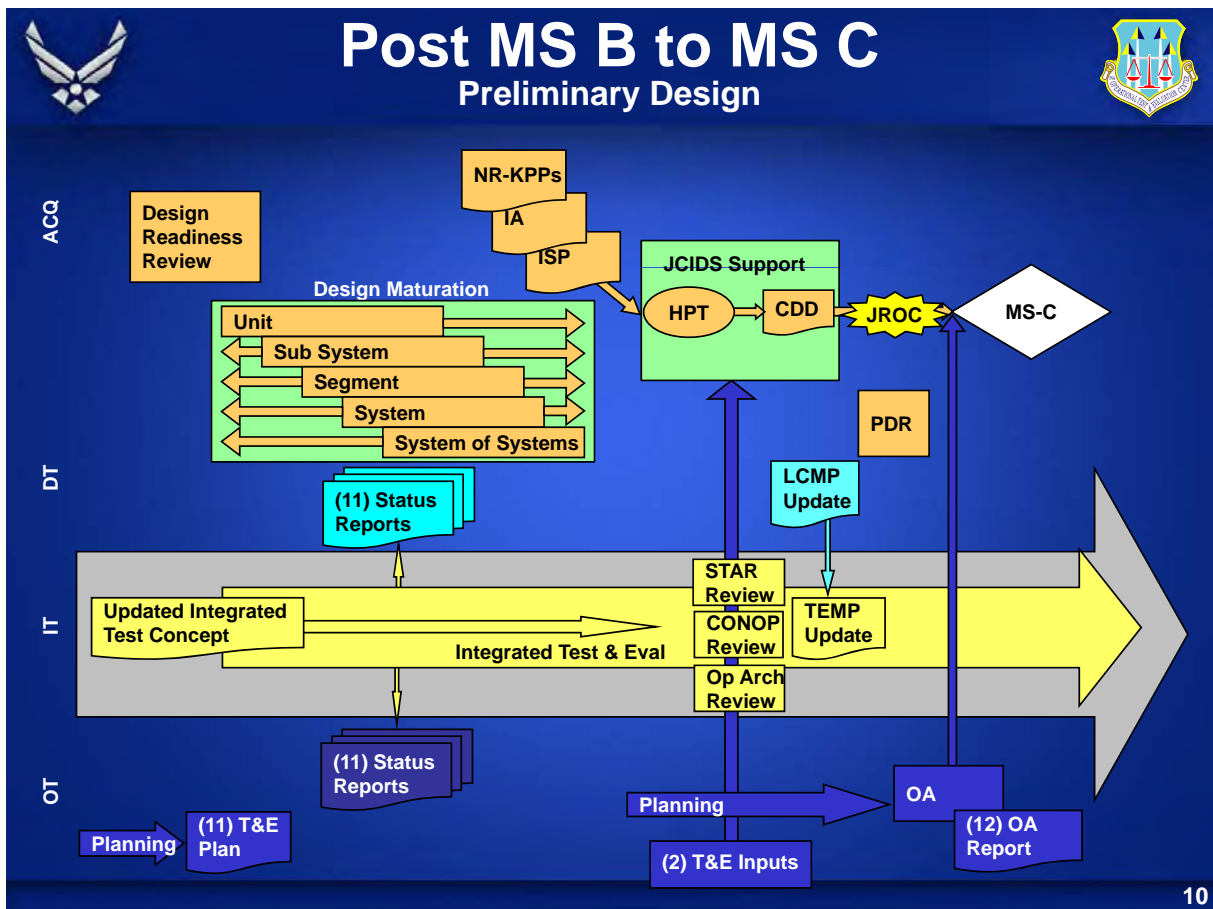 Post MS B to MS C
Preliminary Design
ACQ
Design
Readiness
Review
NR-KPPs
IA
ISP
JCIDS Support
HPT
CDD
JROC
MS-C
Design Maturation
Unit
Sub System
Segment
System
System of Systems
PDR
DT
(11) Status
Reports
LCMP
Update
IT
Updated Integrated
Test Concept
Integrated Test & Eval
STAR
Review
CONOP
Review
Op Arch
Review
TEMP
Update
OT
(11) Status
Reports
Planning
(11) T&E
Plan
Planning
OA
(12) OA
Report
(2) T&E Inputs
10